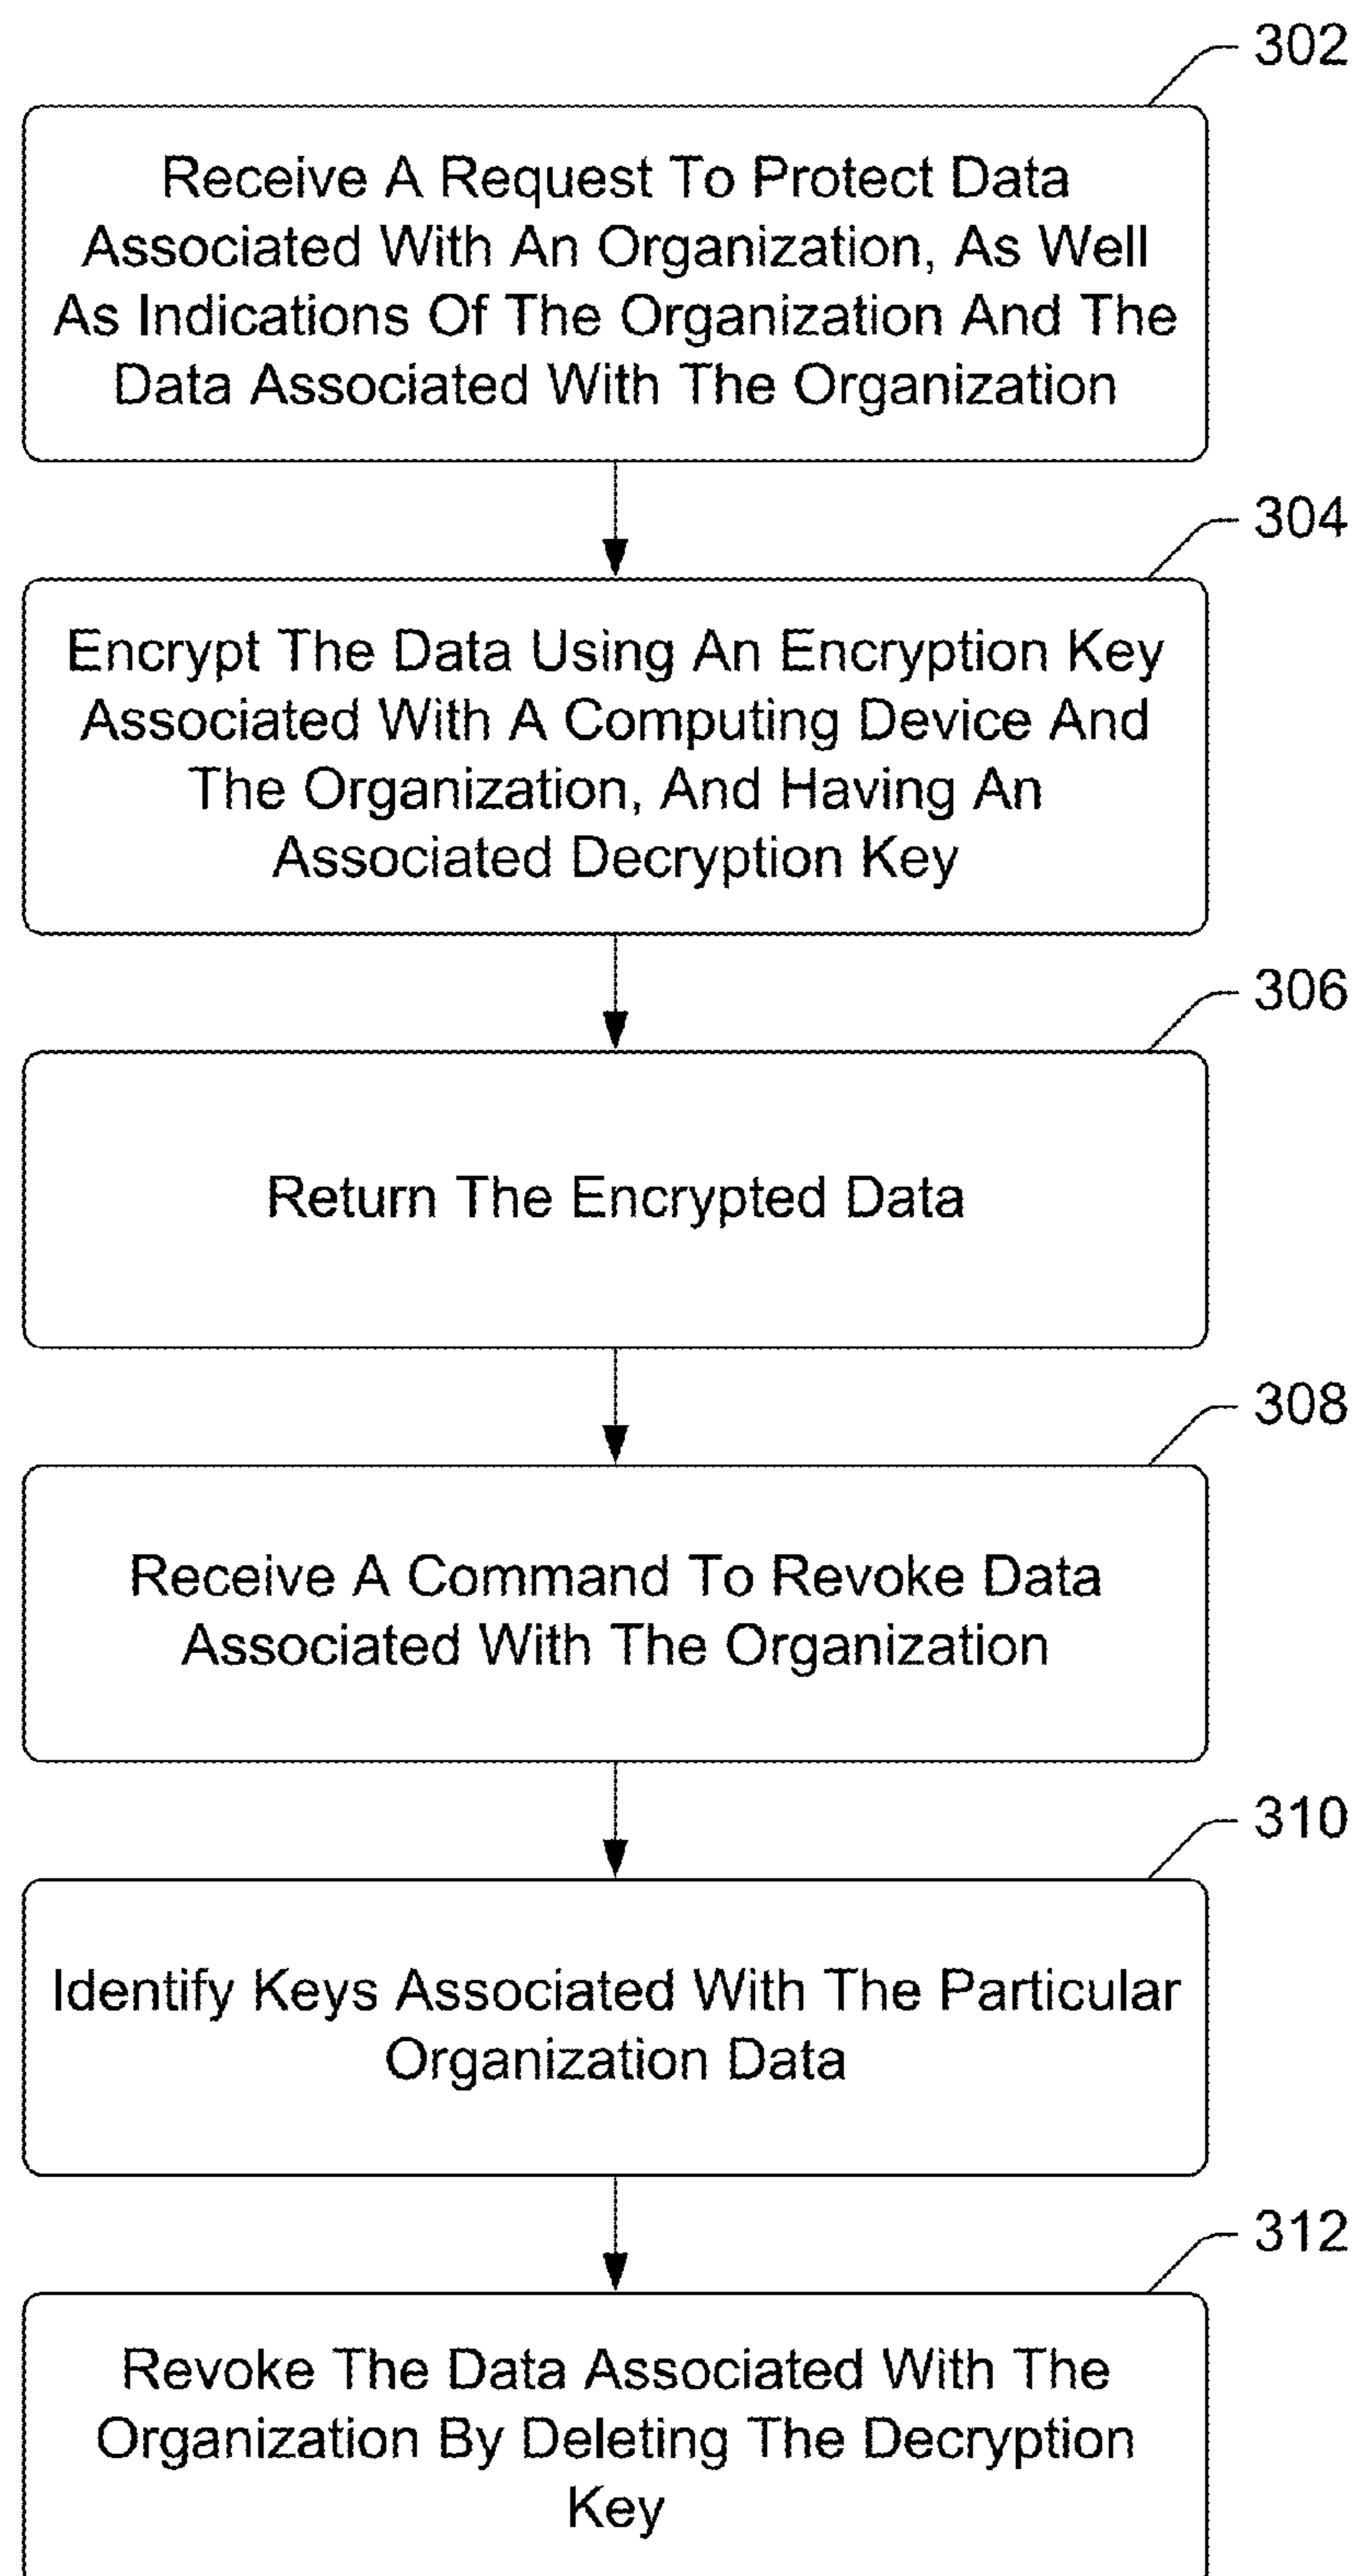 302
Receive A Request To Protect Data
Associated With An Organization, As Well
As Indications Of The Organization And The
Data Associated With The Organization
304
Encrypt The Data Using An Encryption Key
Associated With A Computing Device And
The Organization, And Having An
Associated Decryption Key
306
Return The Encrypted Data
308
Receive A Command To Revoke Data
Associated With The Organization
310
Identify Keys Associated With The Particular
Organization Data
312
Revoke The Data Associated With The
Organization By Deleting The Decryption
Key